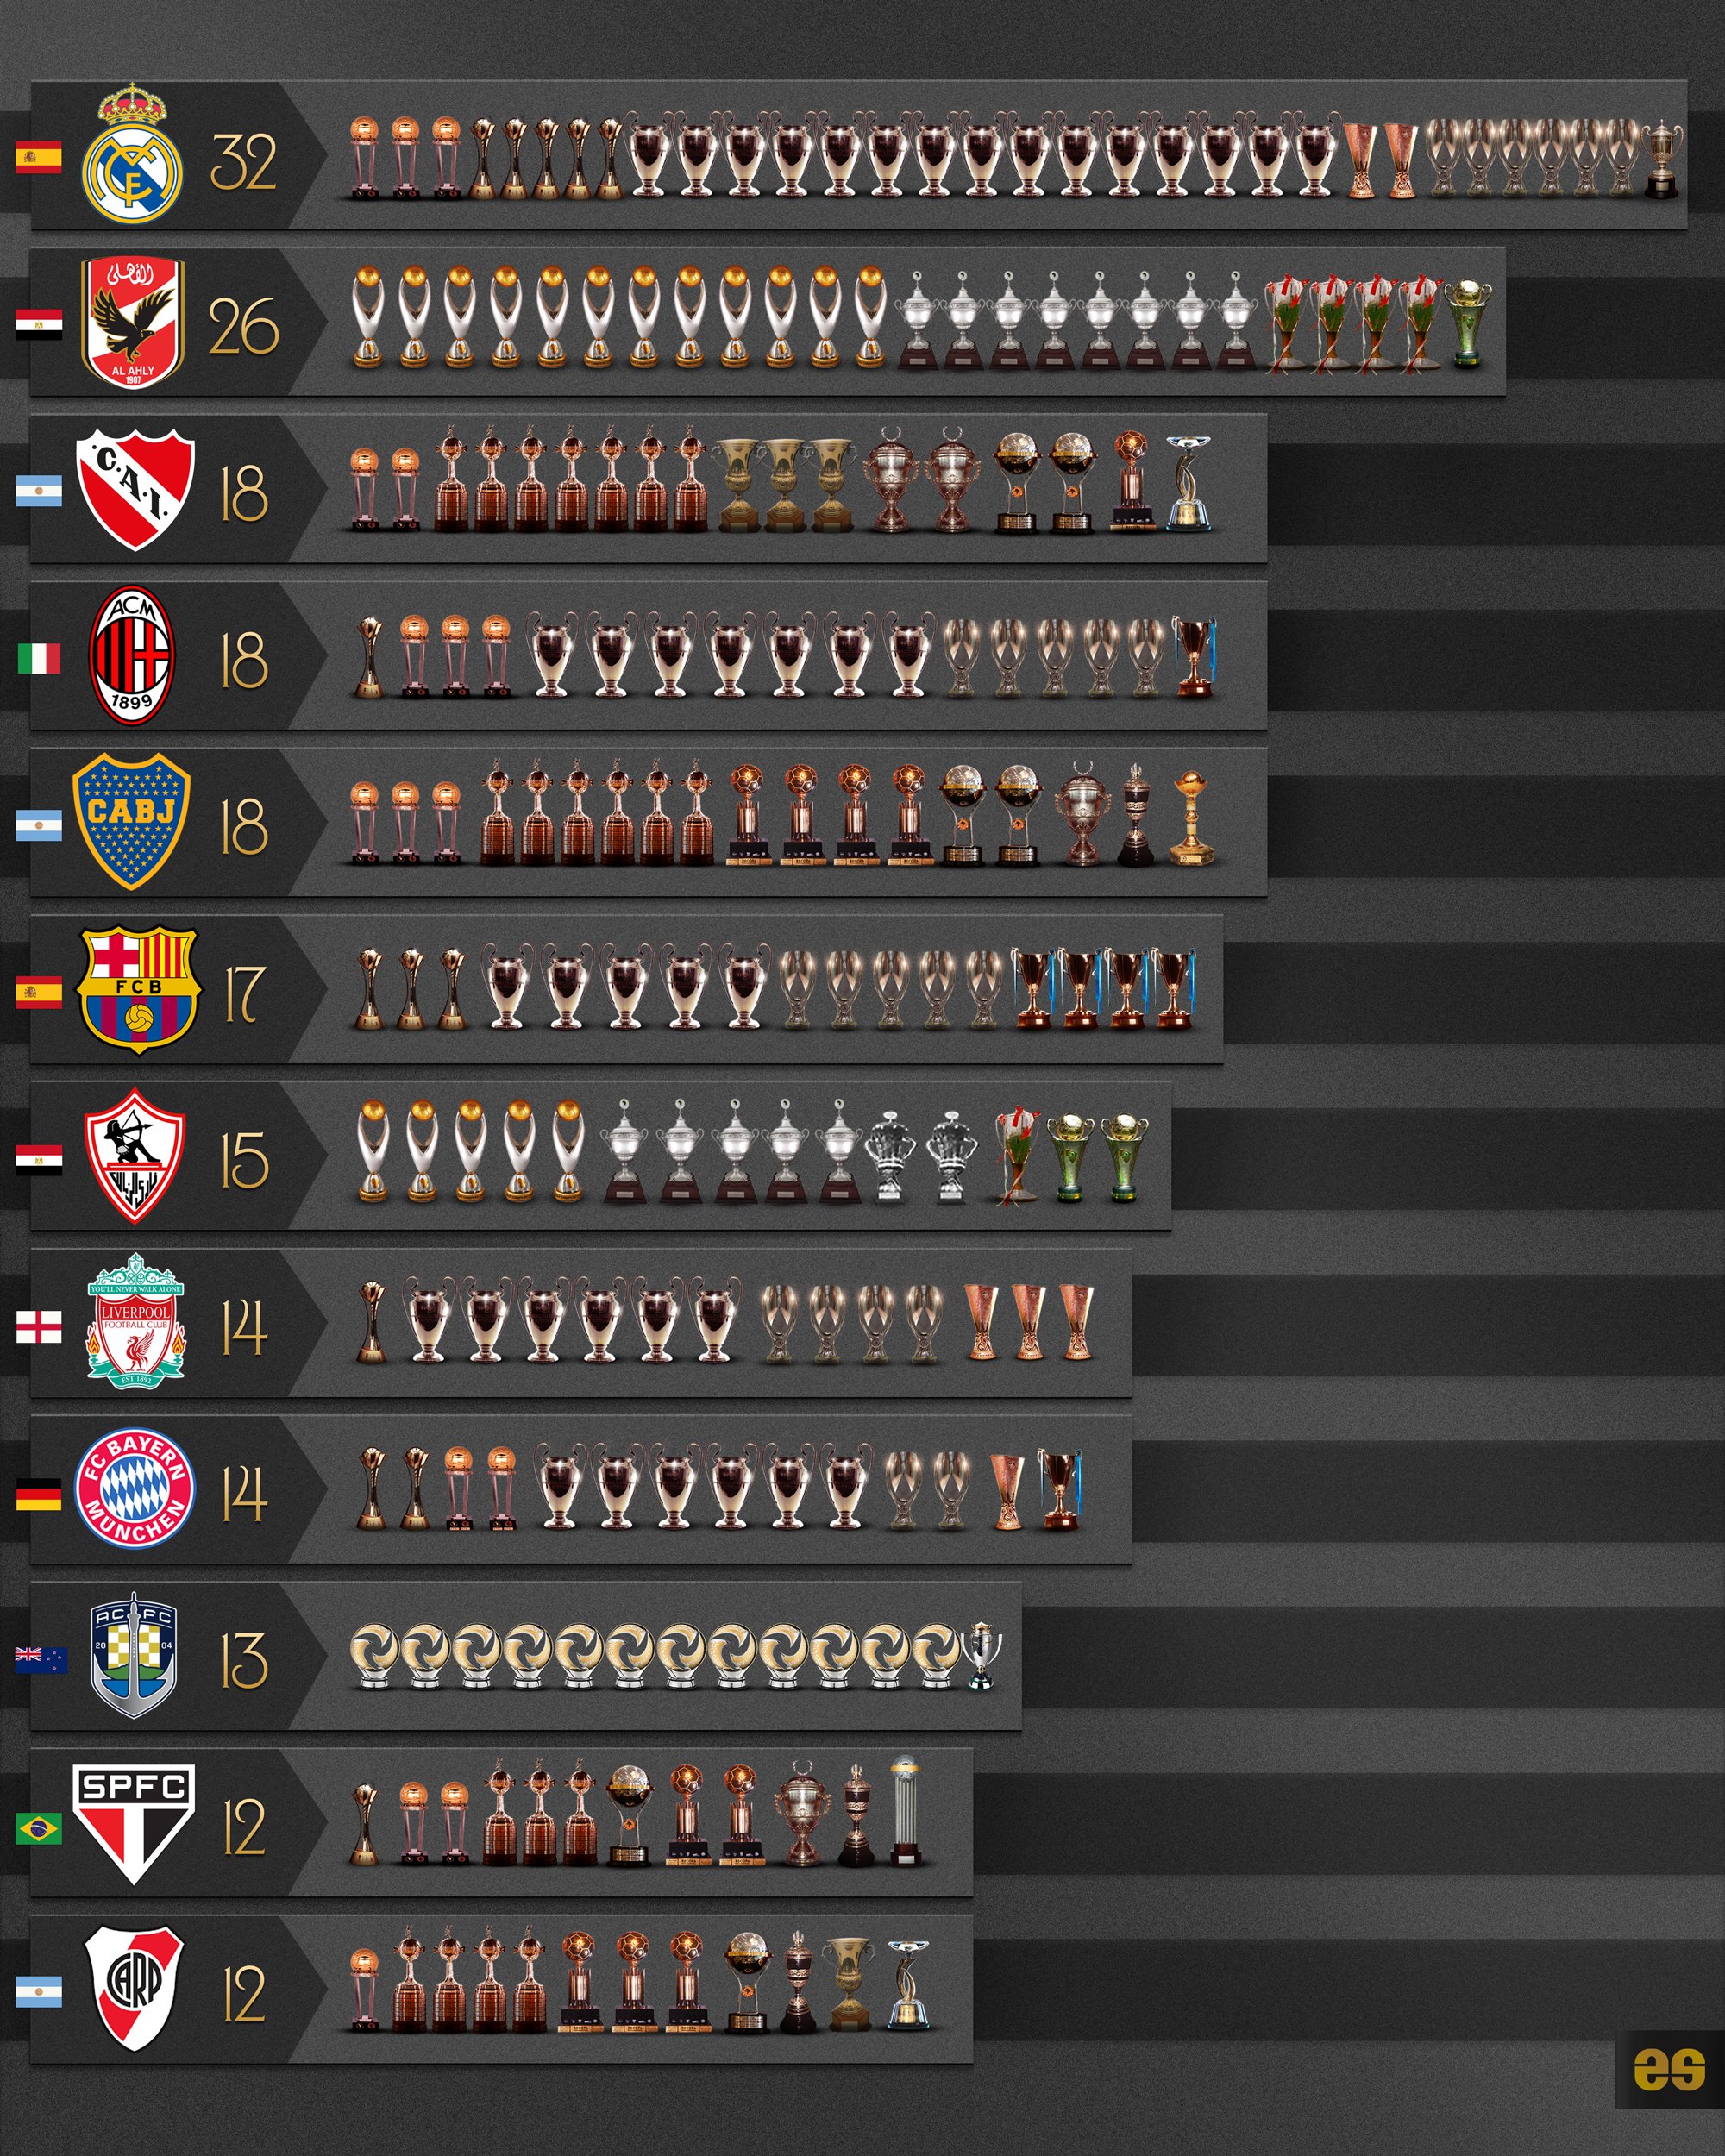 32
الأهلي
AL AHLY
1907
26
·C.A.I.
18
ACM
1899
18
CABJ
18
FCB
17
15
YOU'LL NEVER WALK ALONE
LIVERPOOL
FOOTBALL CLUB
EST 1892
14
FC BAYERN
MÜNCHEN
14
AC FC
20 04
13
SPFC
12
CARP
12